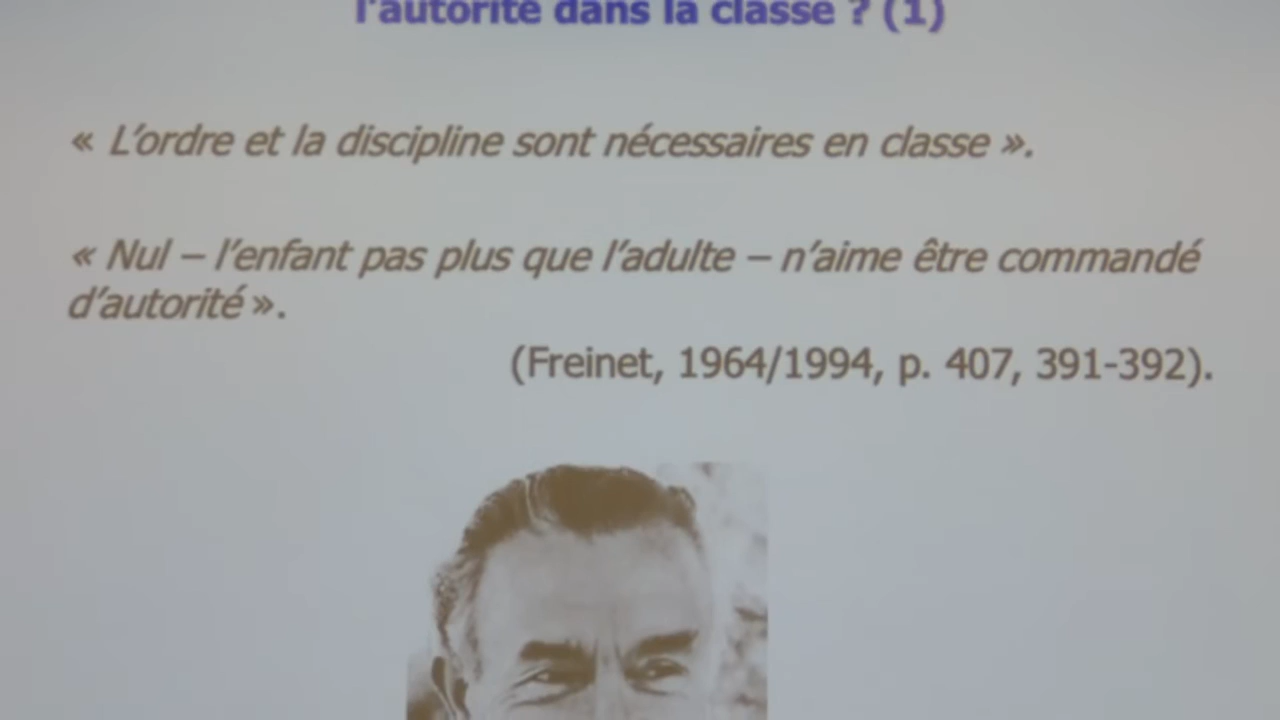 l'autorité dans la classe ? (1)
« L'ordre et la discipline sont nécessaires en classe ».
« Nul – l'enfant pas plus que l'adulte – n'aime être commandé
d'autorité ».
(Freinet, 1964/1994, p. 407, 391-392).